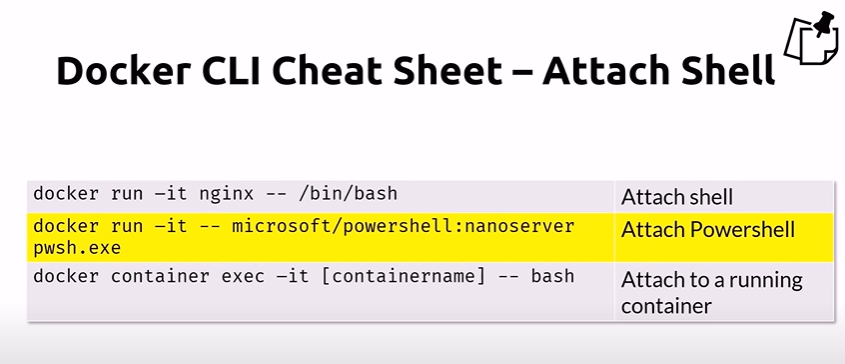 Docker CLI Cheat Sheet – Attach Shell
docker run –it nginx -- /bin/bash
Attach shell
docker run –it -- microsoft/powershell:nanoserver
pwsh.exe
Attach Powershell
docker container exec –it [containername] -- bash
Attach to a running
container